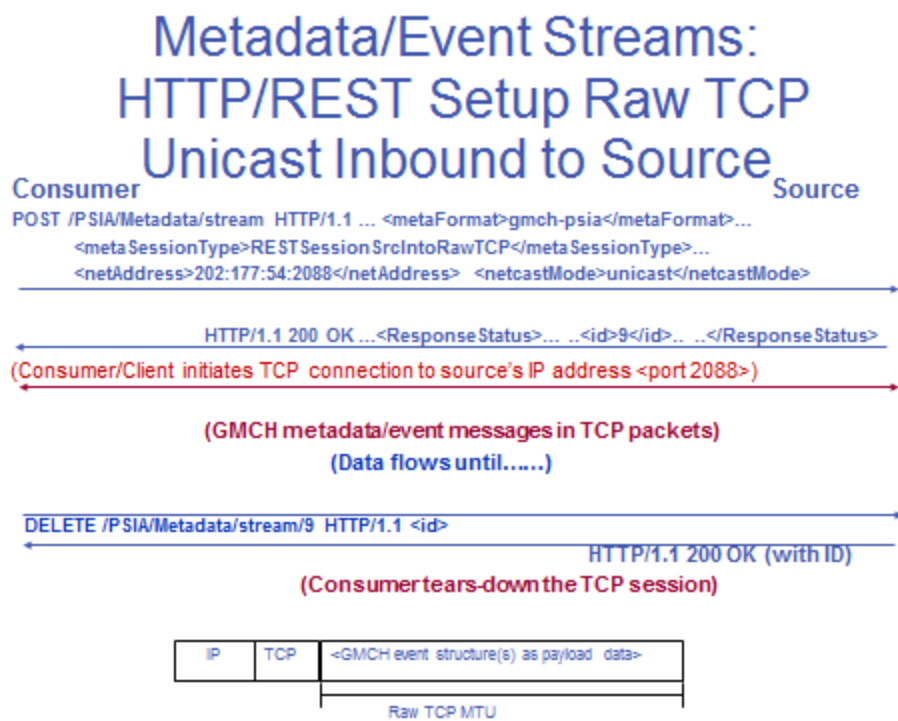 Metadata/Event Streams:
HTTP/REST Setup Raw TCP
Unicast Inbound to Source
Consumer
Source
POST /PSIA/Metadata/stream HTTP/1.1 ... <metaFormat>gmch-psia</metaFormat>...
<metaSessionType>RESTSessionSrcIntoRawTCP</metaSessionType>...
<netAddress>202:177:54:2088</netAddress> <netcastMode>unicast</netcastMode>
HTTP/1.1 200 OK ...<ResponseStatus>... ..<id>9</id>.. ..</ResponseStatus>
(Consumer/Client initiates TCP connection to source's IP address <port 2088>)
(GMCH metadata/event messages in TCP packets)
(Data flows until......)
DELETE /PSIA/Metadata/stream/9 HTTP/1.1 <id>
HTTP/1.1 200 OK (with ID)
(Consumer tears-down the TCP session)
IP TCP <GMCH event structure(s) as payload data>
Raw TCP MTU